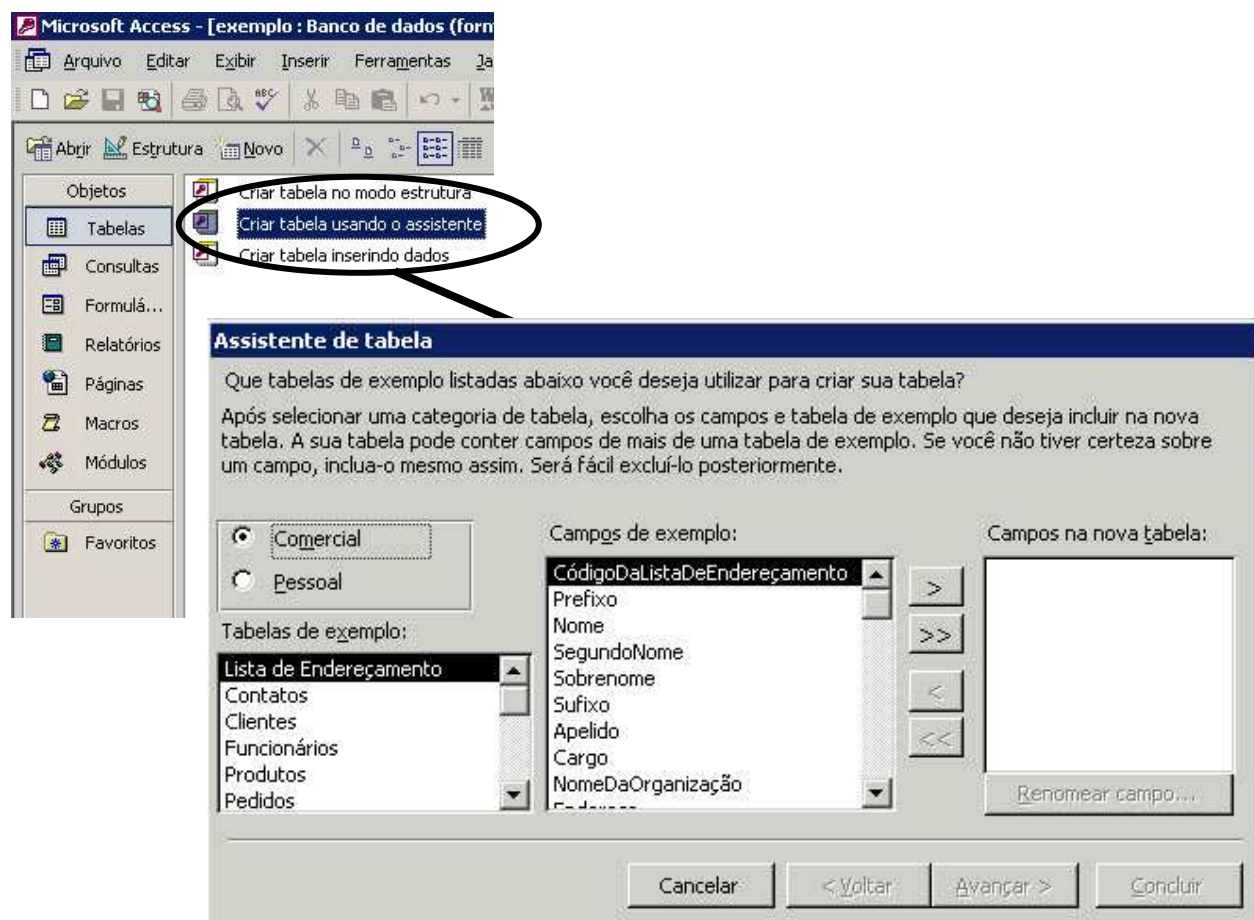 Microsoft Access - [exemplo : Banco de dados (form
Arquivo Editar Exibir Inserir Ferramentas Ja
ABC
Abrir Estrutura Novo
Objetos
Tabelas
Consultas
Formulá...
Relatórios
Páginas
Macros
Módulos
Grupos
Favoritos
Criar tabela no modo estrutura
Criar tabela usando o assistente
Criar tabela inserindo dados
Assistente de tabela
Que tabelas de exemplo listadas abaixo você deseja utilizar para criar sua tabela?
Após selecionar uma categoria de tabela, escolha os campos e tabela de exemplo que deseja incluir na nova
tabela. A sua tabela pode conter campos de mais de uma tabela de exemplo. Se você não tiver certeza sobre
um campo, inclua-o mesmo assim. Será fácil excluí-lo posteriormente.
Comercial
Pessoal
Tabelas de exemplo:
Lista de Endereçamento
Contatos
Clientes
Funcionários
Produtos
Pedidos
Campos de exemplo:
CódigoDaListaDeEndereçamento
Prefixo
Nome
SegundoNome
Sobrenome
Sufixo
Apelido
Cargo
NomeDaOrganização
>
>>
<
<<
Campos na nova tabela:
Renomear campo...
Cancelar
< Voltar
Avançar >
Concluir